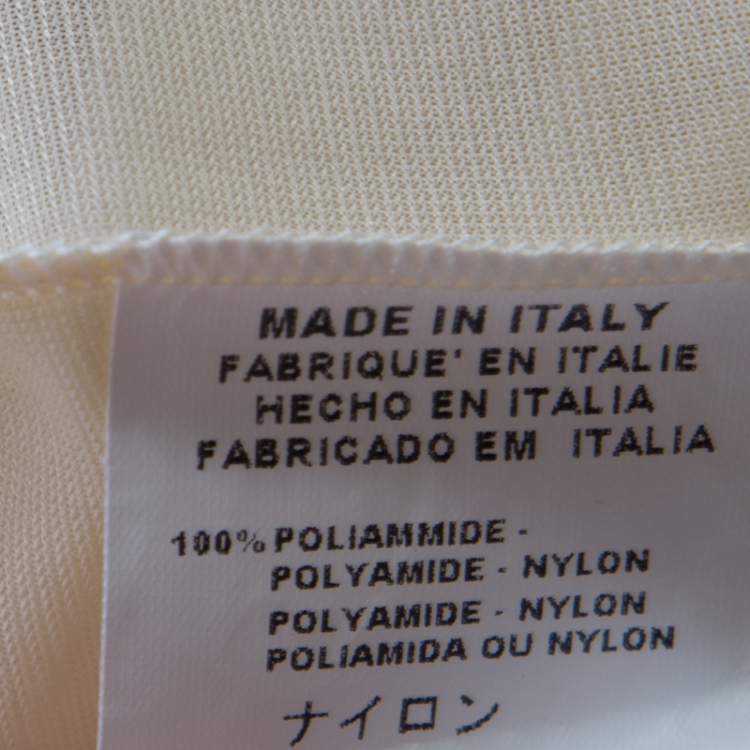 MADE IN ITALY
FABRIQUE' EN ITALIE
HECHO EN ITALIA
FABRICADO EM ITALIA
100% POLIAMMIDE -
POLYAMIDE - NYLON
POLYAMIDE - NYLON
POLIAMIDA OU NYLON
ナイロン